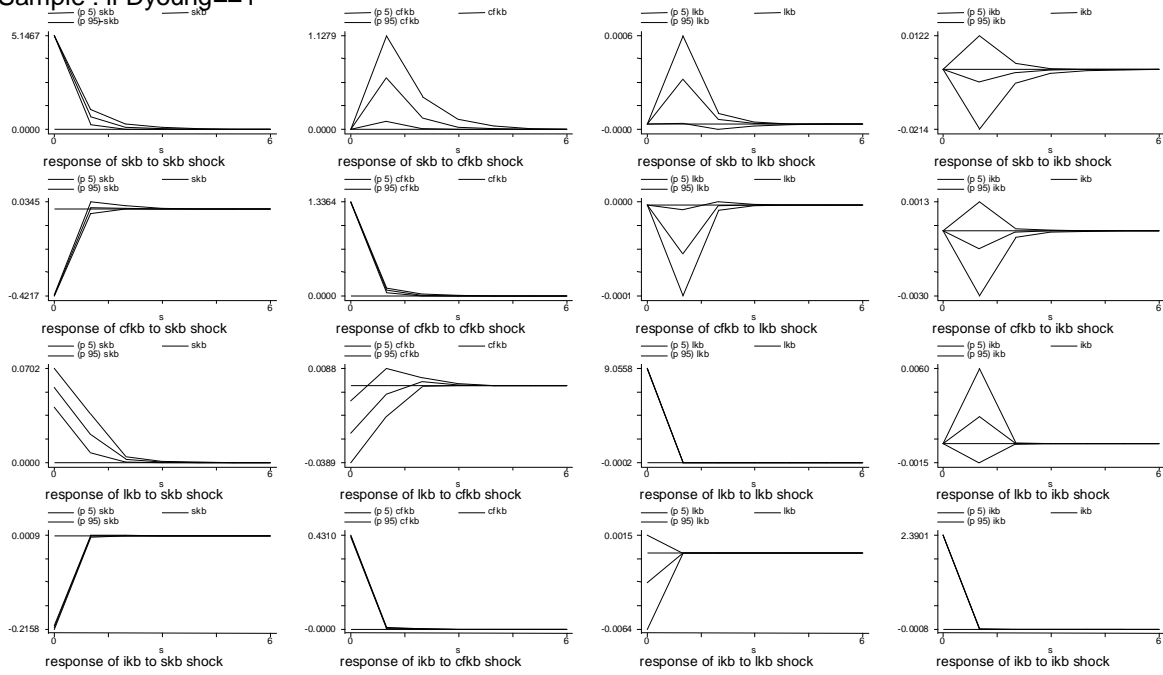 Sample : if Dyoung==1
(p 5) skb skb
(p 95) skb
5.1467
0.0000
0 6
s
response of skb to skb shock
(p 5) cfkb cfkb
(p 95) cfkb
1.1279
0.0000
0 6
s
response of skb to cfkb shock
(p 5) lkb lkb
(p 95) lkb
0.0006
-0.0000
0 6
s
response of skb to lkb shock
(p 5) ikb ikb
(p 95) ikb
0.0122
-0.0214
0 6
s
response of skb to ikb shock
(p 5) skb skb
(p 95) skb
0.0345
-0.4217
0 6
s
response of cfkb to skb shock
(p 5) cfkb cfkb
(p 95) cfkb
1.3364
0.0000
0 6
s
response of cfkb to cfkb shock
(p 5) lkb lkb
(p 95) lkb
0.0000
-0.0001
0 6
s
response of cfkb to lkb shock
(p 5) ikb ikb
(p 95) ikb
0.0013
-0.0030
0 6
s
response of cfkb to ikb shock
(p 5) skb skb
(p 95) skb
0.0702
0.0000
0 6
s
response of lkb to skb shock
(p 5) cfkb cfkb
(p 95) cfkb
0.0088
-0.0389
0 6
s
response of lkb to cfkb shock
(p 5) lkb lkb
(p 95) lkb
9.0558
-0.0002
0 6
s
response of lkb to lkb shock
(p 5) ikb ikb
(p 95) ikb
0.0060
-0.0015
0 6
s
response of lkb to ikb shock
(p 5) skb skb
(p 95) skb
0.0009
-0.2158
0 6
s
response of ikb to skb shock
(p 5) cfkb cfkb
(p 95) cfkb
0.4310
-0.0000
0 6
s
response of ikb to cfkb shock
(p 5) lkb lkb
(p 95) lkb
0.0015
-0.0064
0 6
s
response of ikb to lkb shock
(p 5) ikb ikb
(p 95) ikb
2.3901
-0.0008
0 6
s
response of ikb to ikb shock